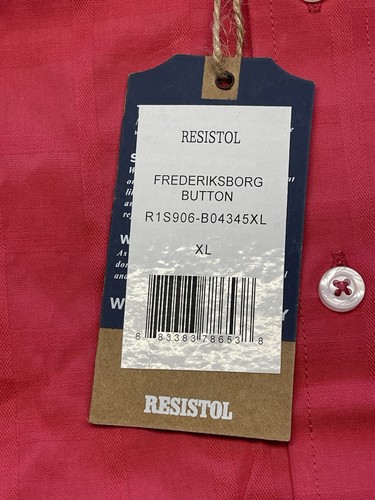 RESISTOL
FREDERIKSBORG
BUTTON
R1S906-B04345XL
XL
8 83383 78653 8
RESISTOL